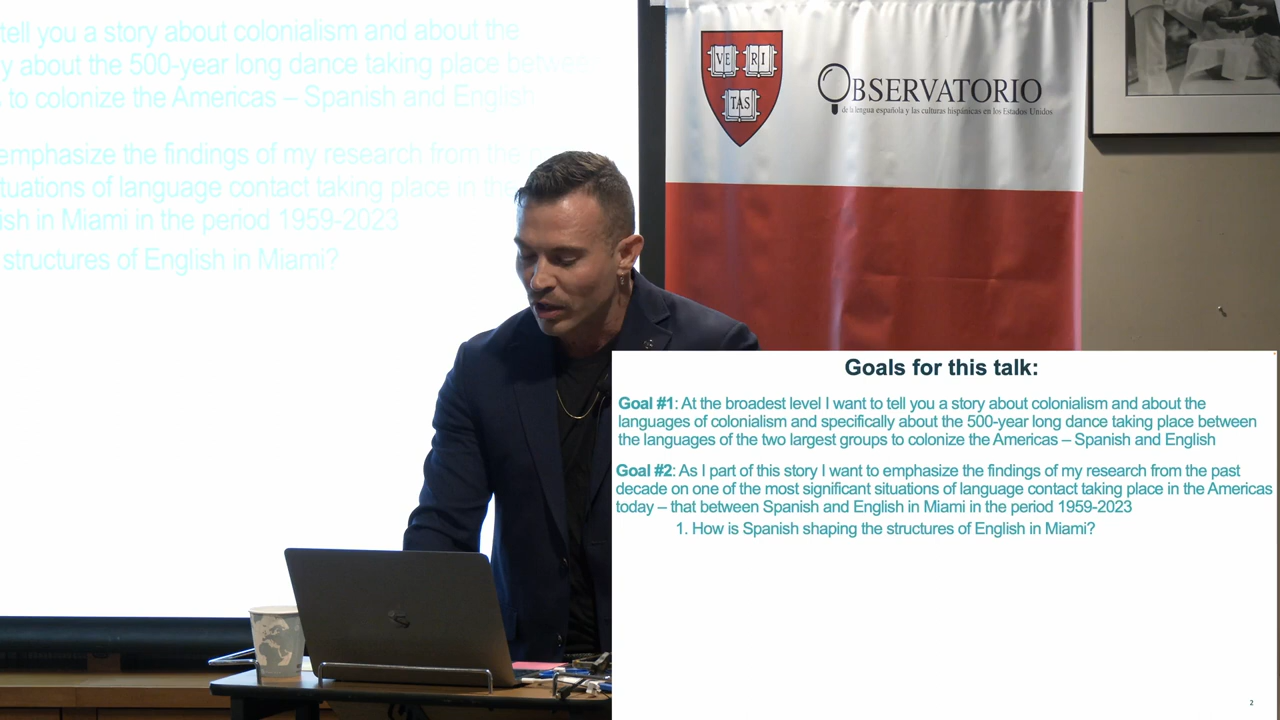 tell you a story about colonialism and about the
y about the 500-year long dance taking place between
s to colonize the Americas – Spanish and English
emphasize the findings of my research from the
tuations of language contact taking place in the
ish in Miami in the period 1959-2023
structures of English in Miami?
VE RI
TAS
OBSERVATORIO
de la lengua española y las culturas hispánicas en los Estados Unidos
Goals for this talk:
Goal #1: At the broadest level I want to tell you a story about colonialism and about the
languages of colonialism and specifically about the 500-year long dance taking place between
the languages of the two largest groups to colonize the Americas – Spanish and English
Goal #2: As I part of this story I want to emphasize the findings of my research from the past
decade on one of the most significant situations of language contact taking place in the Americas
today – that between Spanish and English in Miami in the period 1959-2023
1. How is Spanish shaping the structures of English in Miami?
2